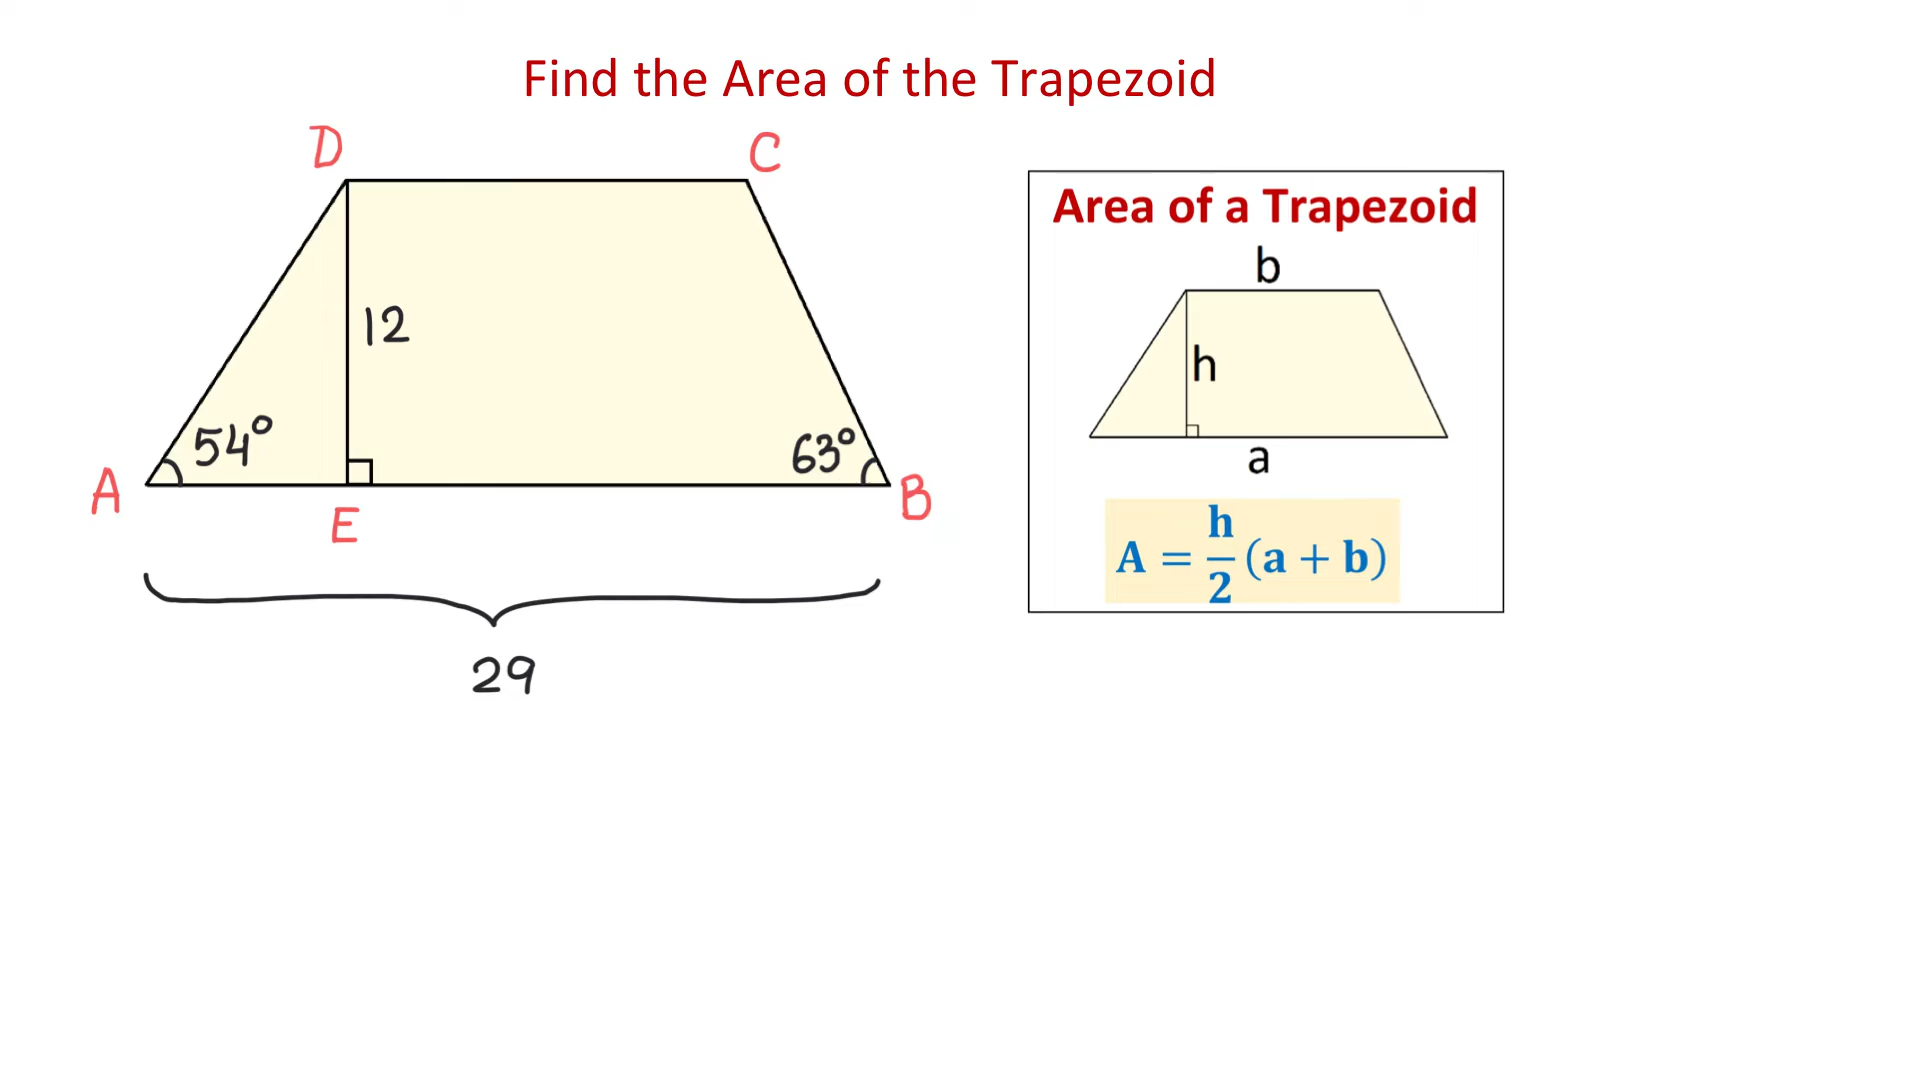 Find the Area of the Trapezoid
D
C
12
54°
63°
A
E
B
29
Area of a Trapezoid
b
h
a
A = h/2 (a + b)